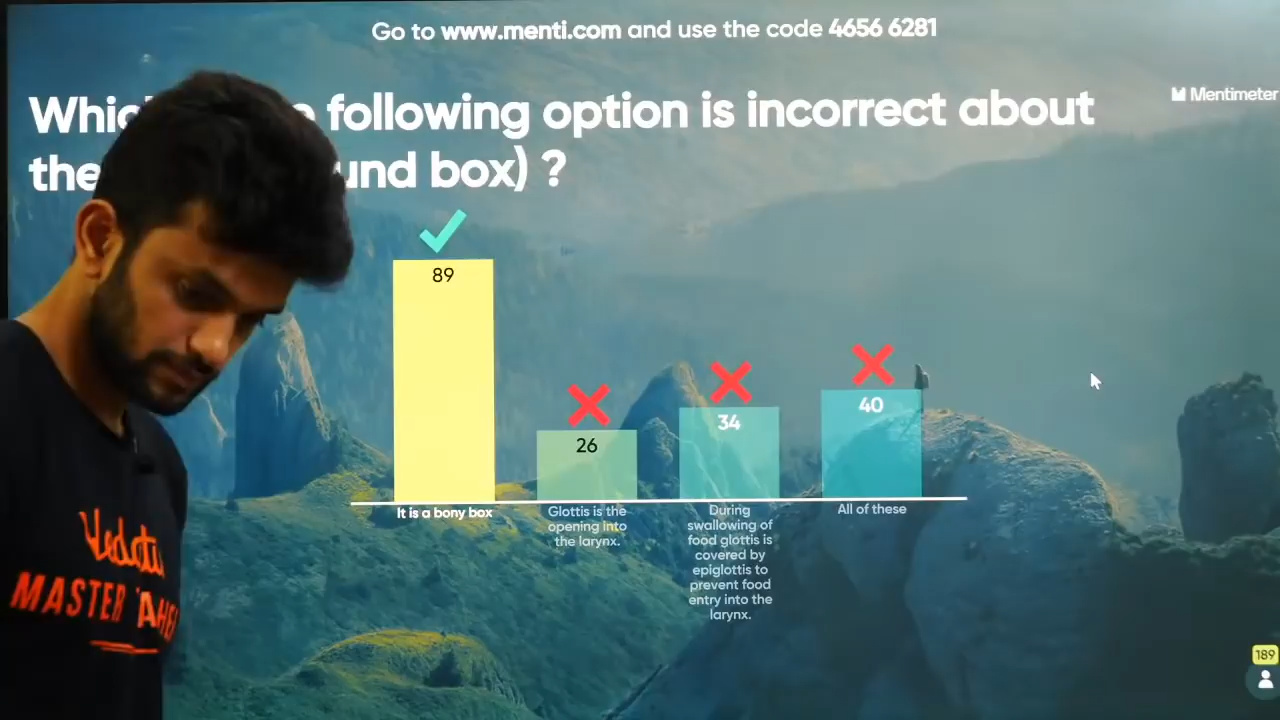 Go to www.menti.com and use the code 4656 6281
Mentimeter
following option is incorrect about
the box) ?
89
26
34
40
It is a bony box
Glottis is the
opening into
the larynx.
During
swallowing of
food glottis is
covered by
epiglottis to
prevent food
entry into the
larynx.
All of these
MASTER
189